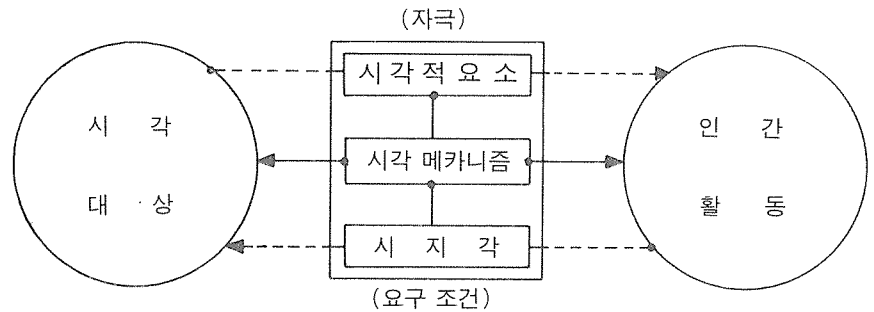 (자극)
시각적요소
시 각
대 상
시각 메카니즘
인 간
활 동
시 지 각
(요구 조건)